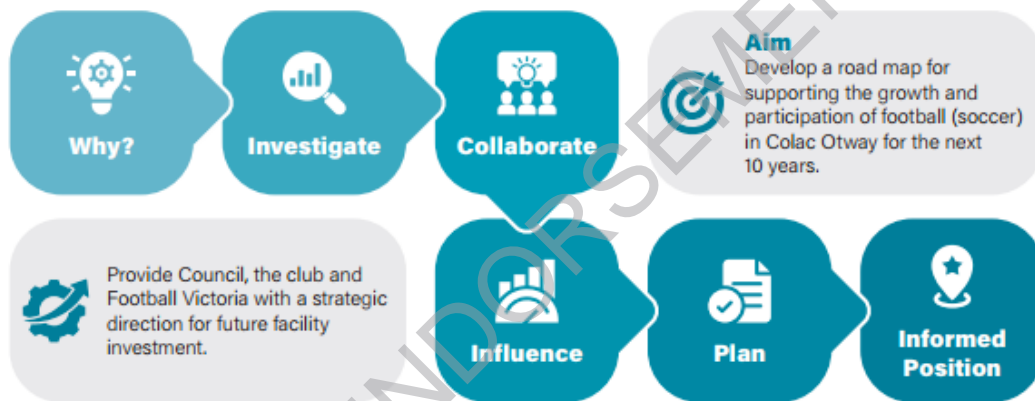 Why?
Investigate
Collaborate
Aim
Develop a road map for
supporting the growth and
participation of football (soccer)
in Colac Otway for the next
10 years.
Provide Council, the club and
Football Victoria with a strategic
direction for future facility
investment.
Influence
Plan
Informed
Position
NDORSEMEN